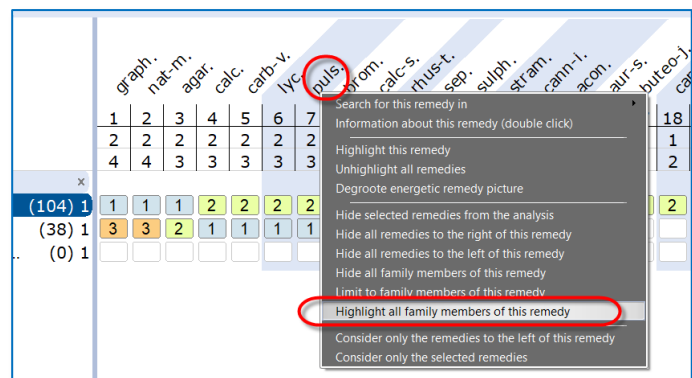 graph. nat-m. agar. calc. carb-v. lyc. puls. brom. calc-s. rhus-t. sep. sulph. stram. cann-i. acon. aur-s. buteo-j.
1 2 3 4 5 6 7 18
2 2 2 2 2 2 2 1
4 4 3 3 3 3 3 2
x
(104) 1 1 1 1 2 2 2 2 2
(38) 1 3 3 2 1 1 1 1
.. (0) 1
Search for this remedy in
Information about this remedy (double click)
Highlight this remedy
Unhighlight all remedies
Degroote energetic remedy picture
Hide selected remedies from the analysis
Hide all remedies to the right of this remedy
Hide all remedies to the left of this remedy
Hide all family members of this remedy
Limit to family members of this remedy
Highlight all family members of this remedy
Consider only the remedies to the left of this remedy
Consider only the selected remedies